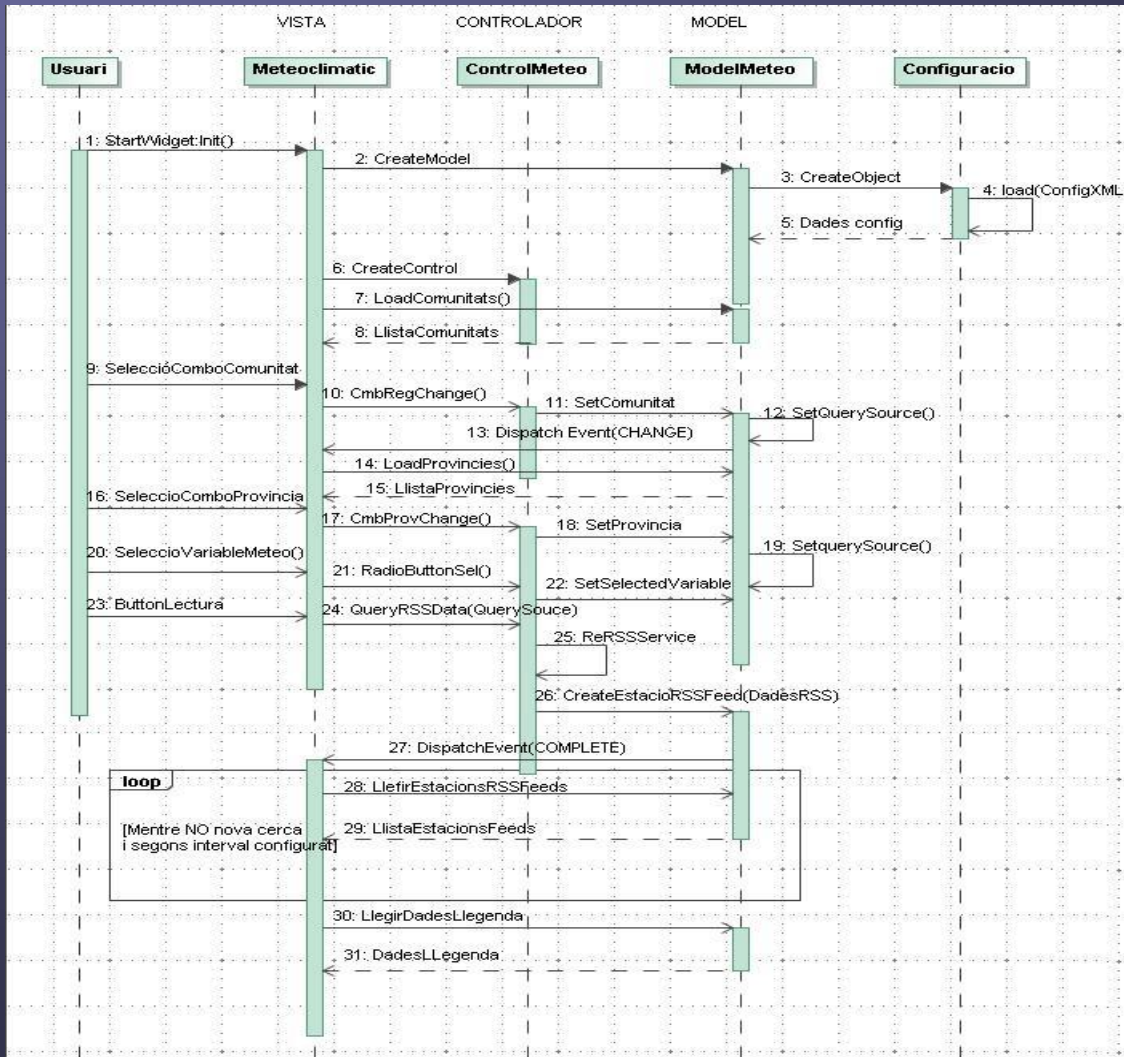 VISTA CONTROLADOR MODEL
Usuari Meteoclimatic ControlMeteo ModelMeteo Configuracio
1: StartWidget:Init()
2: CreateModel
3: CreateObject
4: load(ConfigXML
5: Dades config
6: CreateControl
7: LoadComunitats()
8: LlistaComunitats
9: SeleccióComboComunitat
10: CmbRegChange()
11: SetComunitat
12: SetQuerySource()
13: Dispatch Event(CHANGE)
14: LoadProvincies()
15: LlistaProvincies
16: SeleccioComboProvincia
17: CmbProvChange()
18: SetProvincia
19: SetquerySource()
20: SeleccioVariableMeteo()
21: RadioButtonSel()
22: SetSelectedVariable
23: ButtonLectura
24: QueryRSSData(QuerySouce)
25: ReRSSService
26: CreateEstacioRSSFeed(DadesRSS)
27: DispatchEvent(COMPLETE)
loop
28: LlefirEstacionsRSSFeeds
[Mentre NO nova cerca
i segons interval configurat]
29: LlistaEstacionsFeeds
30: LlegirDadesLlegenda
31: DadesLLegenda